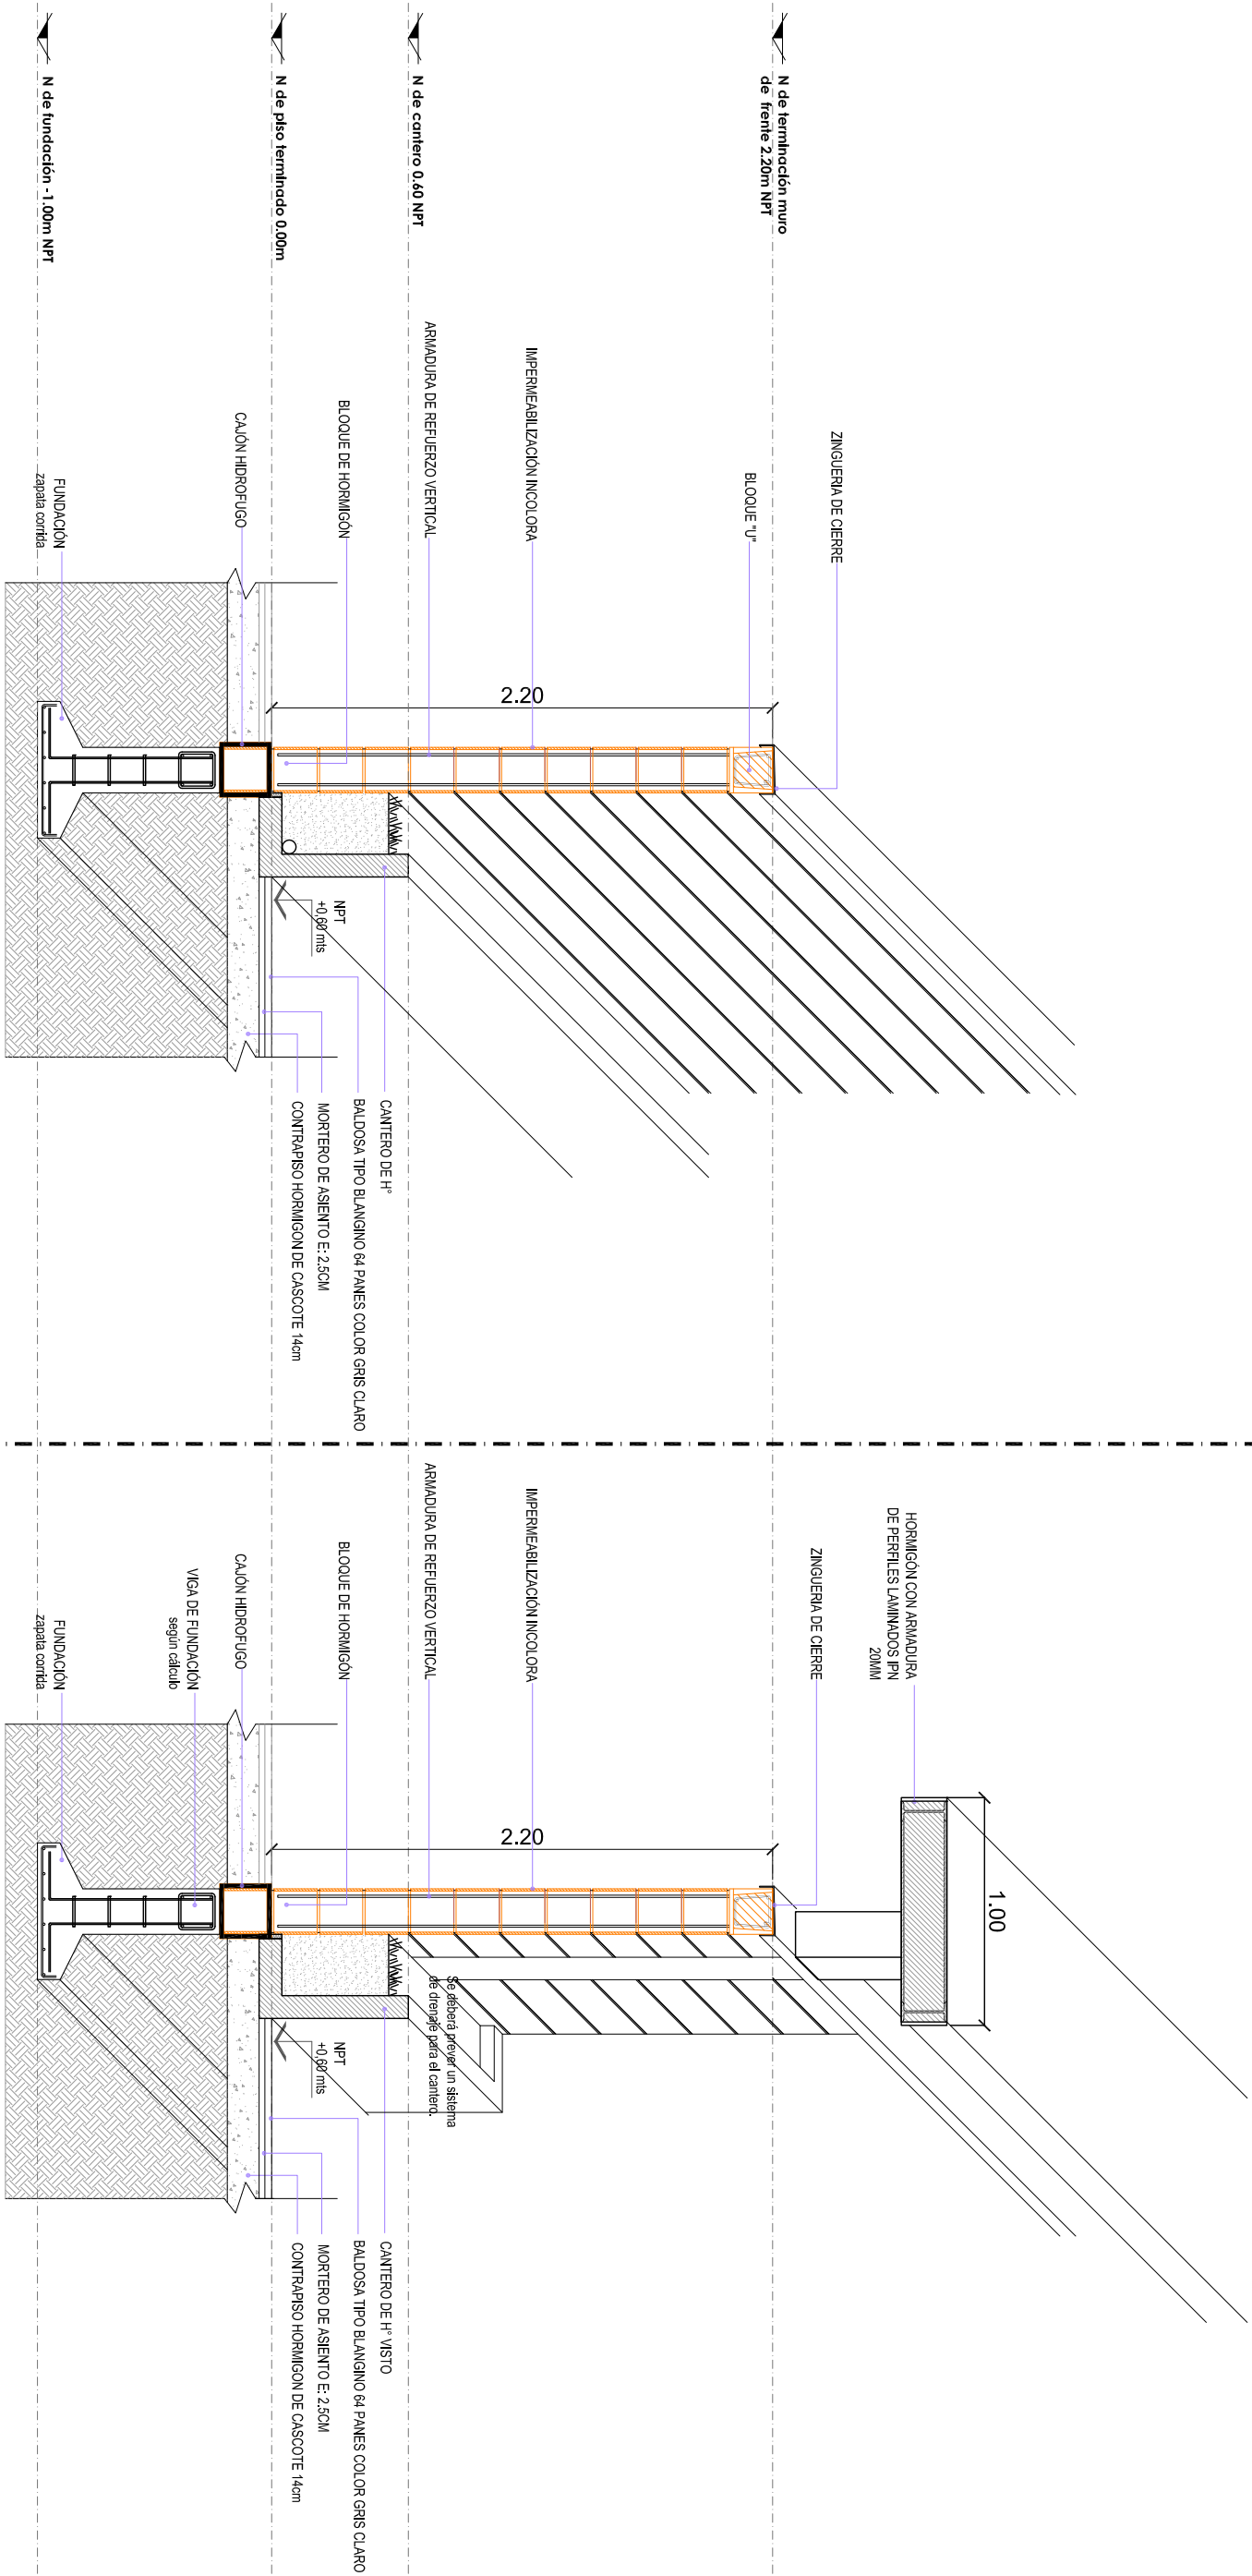 N de terminación muro
de frente 2.20m NPT
N de cantero 0.60 NPT
N de piso terminado 0.00m
N de fundación -1.00m NPT
ZINGUERIA DE CIERRE
BLOQUE "U"
IMPERMEABILIZACIÓN INCOLORA
ARMADURA DE REFUERZO VERTICAL
BLOQUE DE HORMIGÓN
CAJÓN HIDROFUGO
FUNDACIÓN
zapata corrida
2.20
NPT
+0,60 mts
CANTERO DE H°
BALDOSA TIPO BLANGINO 64 PANES COLOR GRIS CLARO
MORTERO DE ASIENTO E: 2.5CM
CONTRAPISO HORMIGON DE CASCOTE 14cm
HORMIGÓN CON ARMADURA
DE PERFILES LAMINADOS IPN
20MM
ZINGUERIA DE CIERRE
IMPERMEABILIZACIÓN INCOLORA
ARMADURA DE REFUERZO VERTICAL
BLOQUE DE HORMIGÓN
CAJÓN HIDROFUGO
VIGA DE FUNDACIÓN
según cálculo
FUNDACIÓN
zapata corrida
1.00
2.20
Se deberá prever un sistema
de drenaje para el cantero.
NPT
+0,60 mts
CANTERO DE H° VISTO
BALDOSA TIPO BLANGINO 64 PANES COLOR GRIS CLARO
MORTERO DE ASIENTO E: 2.5CM
CONTRAPISO HORMIGON DE CASCOTE 14cm